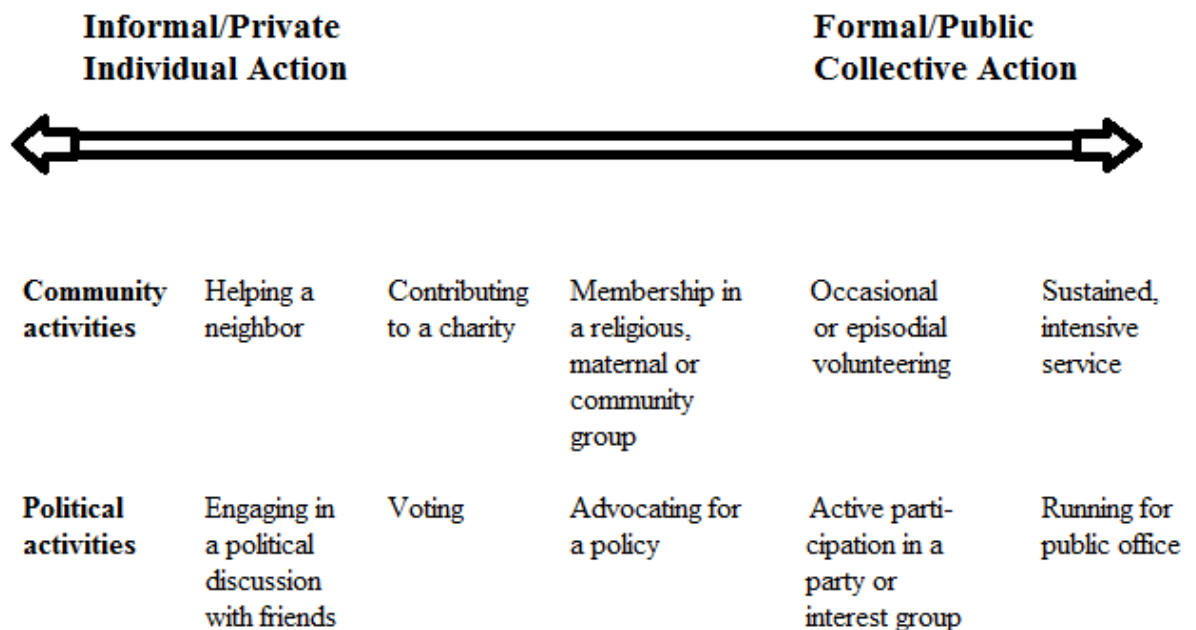 Informal/Private
Individual Action
Formal/Public
Collective Action
Community
activities
Helping a
neighbor
Contributing
to a charity
Membership in
a religious,
maternal or
community
group
Occasional
or episodial
volunteering
Sustained,
intensive
service
Political
activities
Engaging in
a political
discussion
with friends
Voting
Advocating for
a policy
Active parti-
cipation in a
party or
interest group
Running for
public office